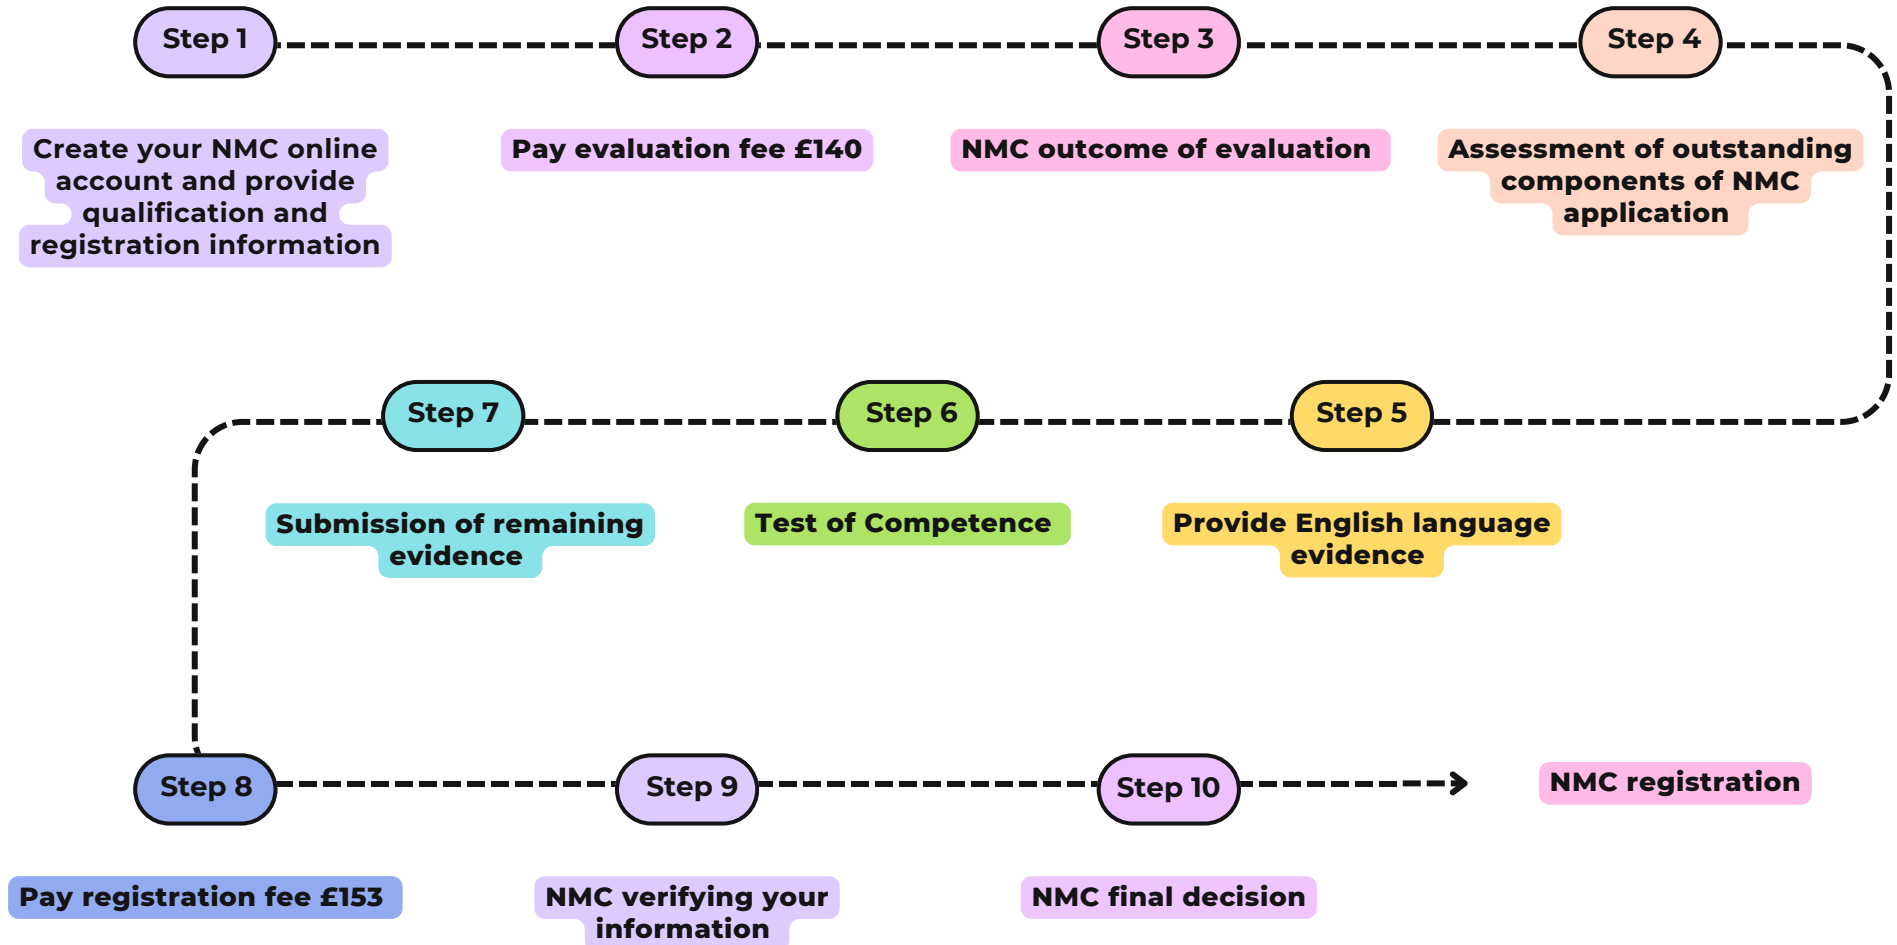 Step 1
Step 2
Step 3
Step 4
Create your NMC online
account and provide
qualification and
registration information
Pay evaluation fee £140
NMC outcome of evaluation
Assessment of outstanding
components of NMC
application
Step 7
Step 6
Step 5
Submission of remaining
evidence
Test of Competence
Provide English language
evidence
Step 8
Step 9
Step 10
NMC registration
Pay registration fee £153
NMC verifying your
information
NMC final decision